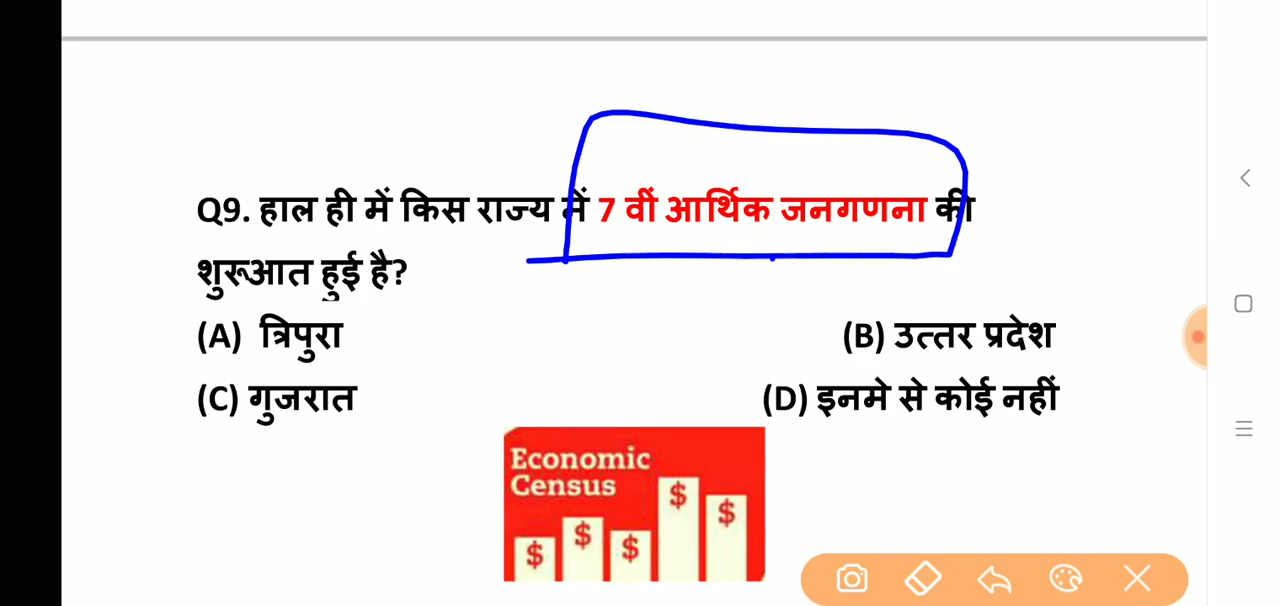 Q9. हाल ही में किस राज्य में 7 वीं आर्थिक जनगणना की
शुरूआत हुई है?
(A) त्रिपुरा (B) उत्तर प्रदेश
(C) गुजरात (D) इनमे से कोई नहीं
Economic
Census
$ $ $ $ $